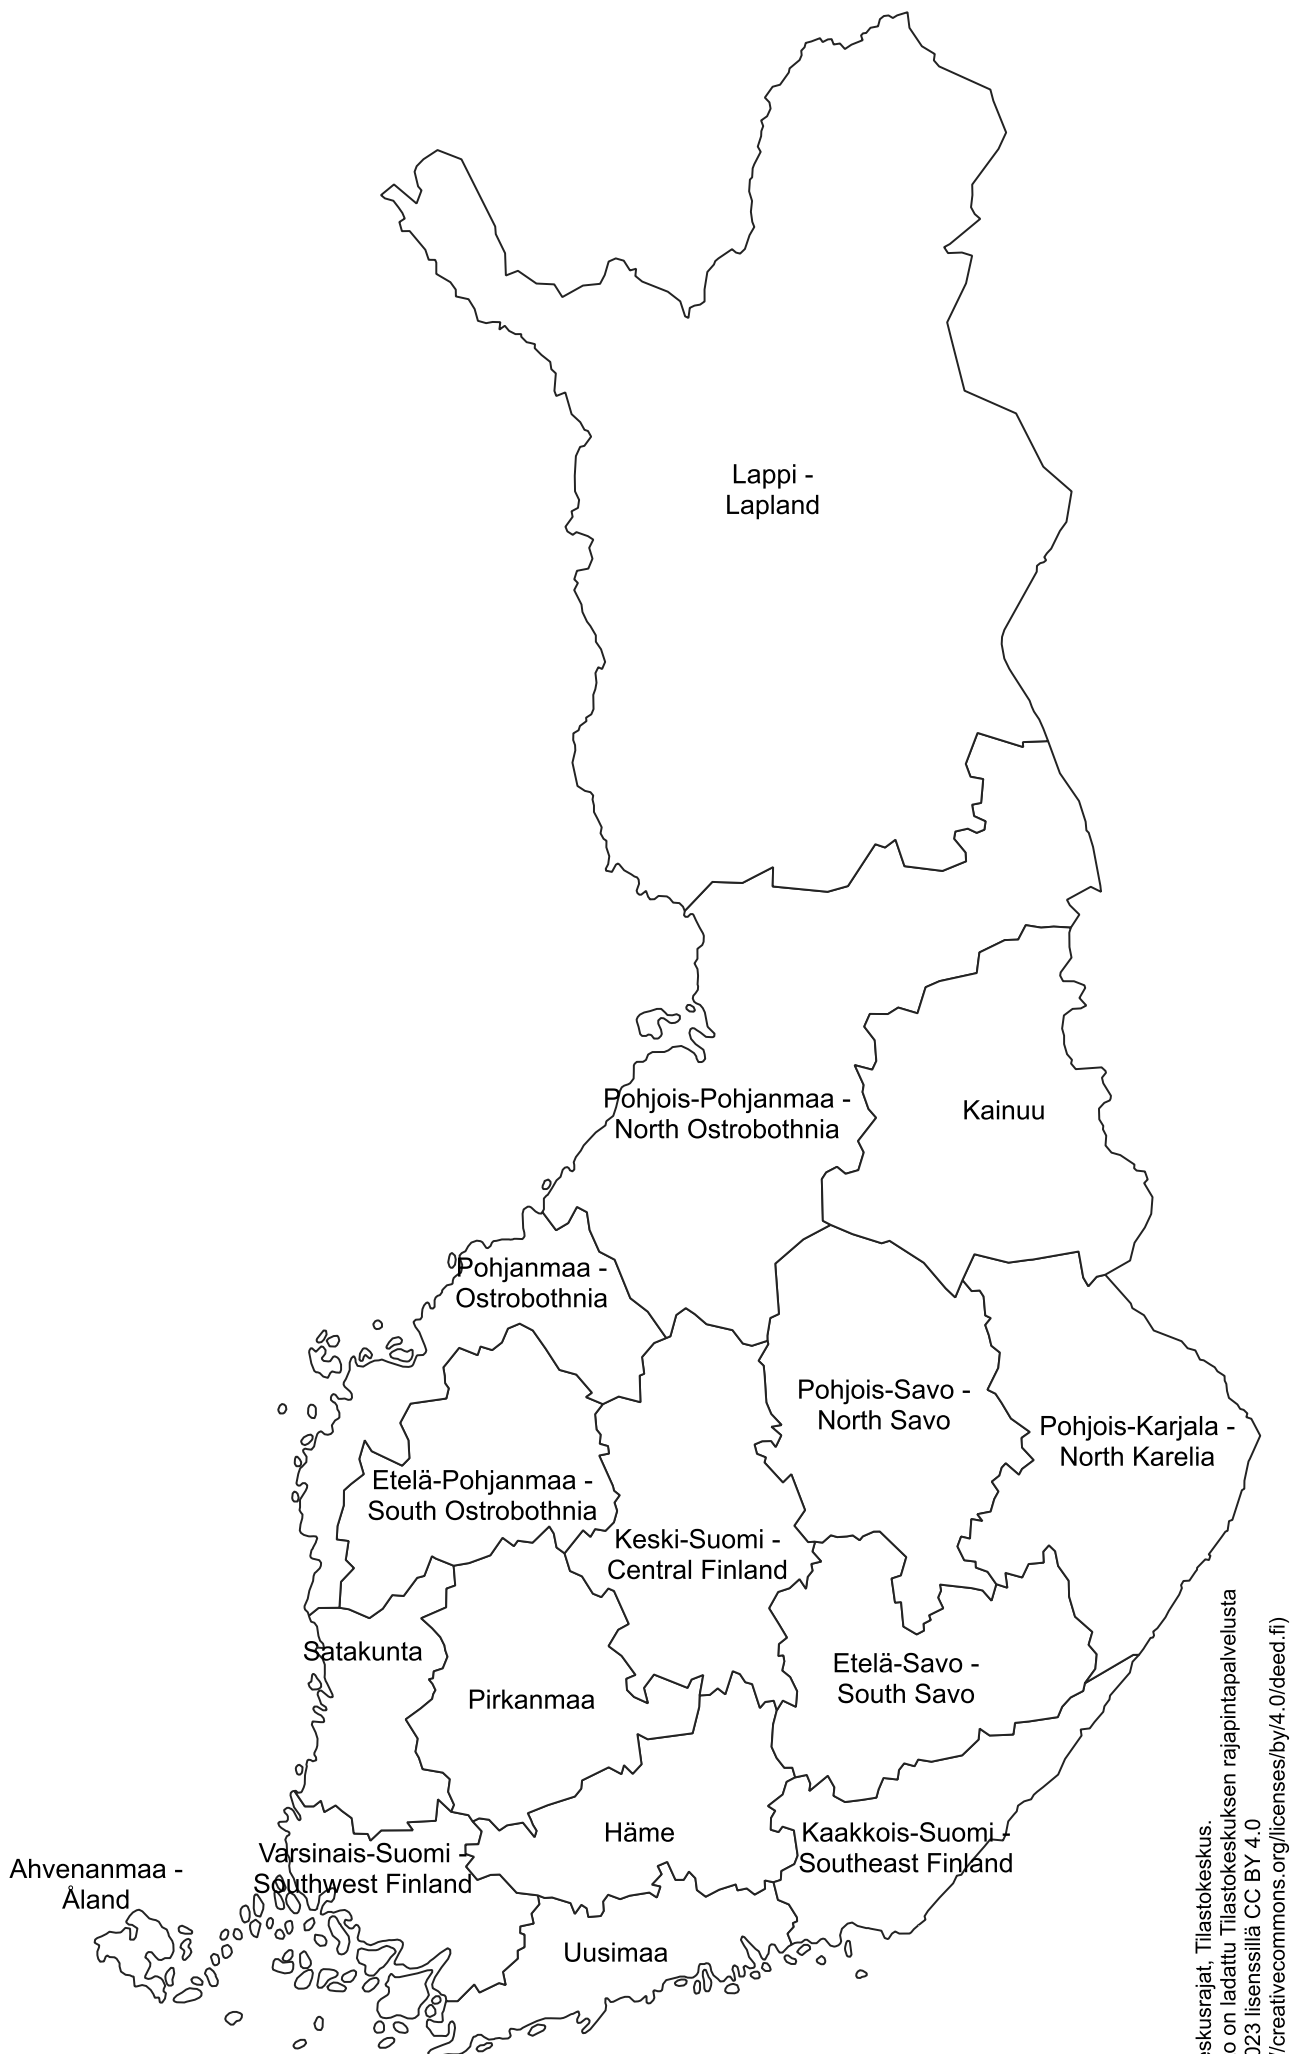 Lappi -
Lapland
Pohjois-Pohjanmaa -
North Ostrobothnia
Kainuu
Pohjanmaa -
Ostrobothnia
Pohjois-Savo -
North Savo
Pohjois-Karjala -
North Karelia
Etelä-Pohjanmaa -
South Ostrobothnia
Keski-Suomi -
Central Finland
Satakunta
Pirkanmaa
Etelä-Savo -
South Savo
Häme
Kaakkois-Suomi -
Southeast Finland
Varsinais-Suomi -
Southwest Finland
Ahvenanmaa -
Åland
Uusimaa
eskusrajat, Tilastokeskus.
o on ladattu Tilastokeskuksen rajapintapalvelusta
023 lisenssillä CC BY 4.0
/creativecommons.org/licenses/by/4.0/deed.fi)